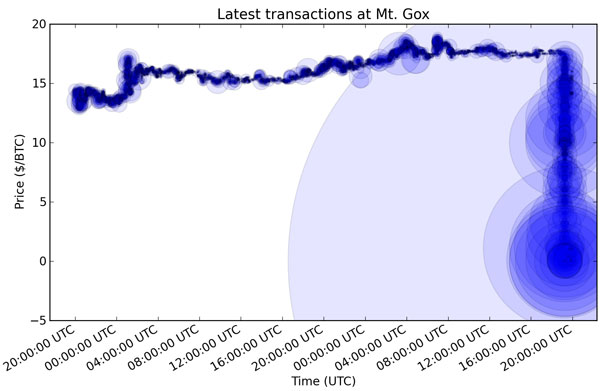 Latest transactions at Mt. Gox
Price ($/BTC)
20
15
10
5
0
−5
20:00:00 UTC
00:00:00 UTC
04:00:00 UTC
08:00:00 UTC
12:00:00 UTC
16:00:00 UTC
20:00:00 UTC
00:00:00 UTC
04:00:00 UTC
08:00:00 UTC
12:00:00 UTC
16:00:00 UTC
20:00:00 UTC
Time (UTC)